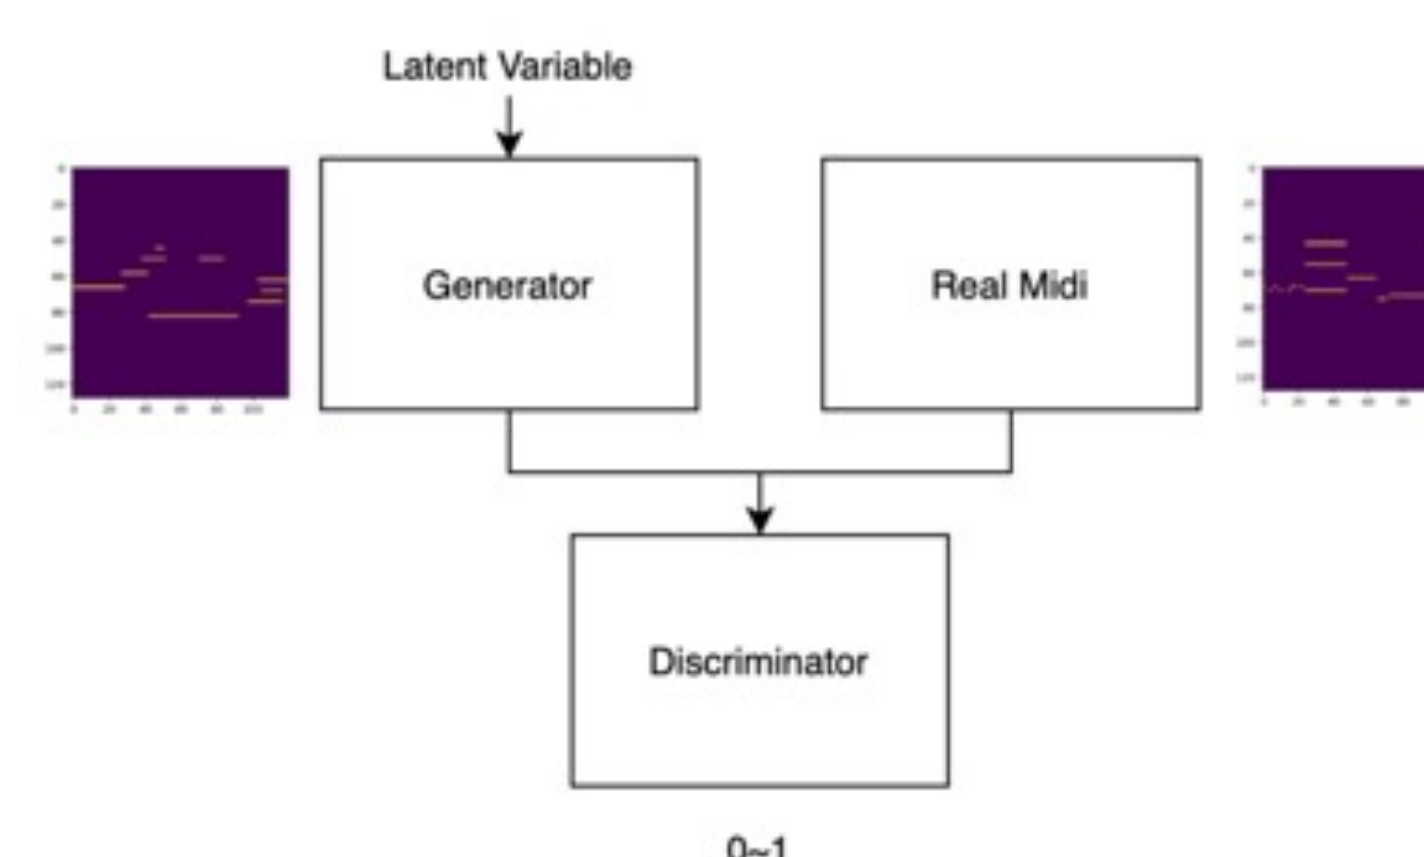 Latent Variable
Generator
Real Midi
Discriminator
0~1